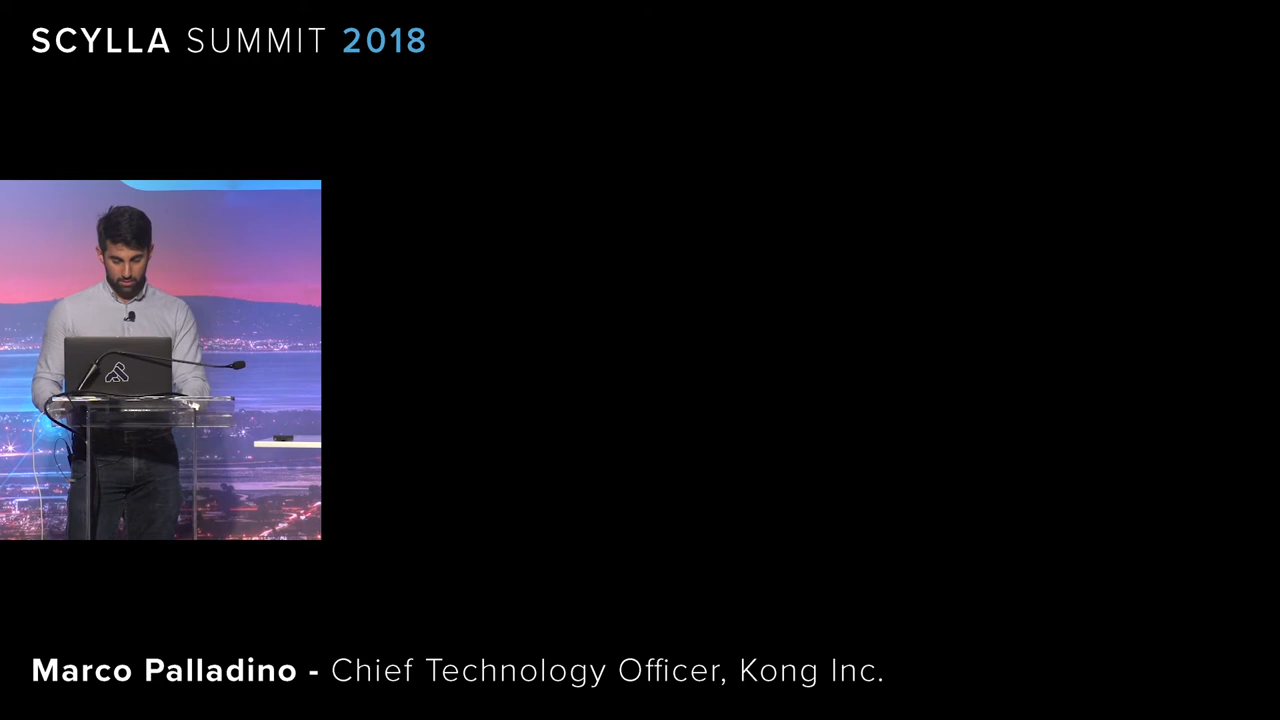 SCYLLA SUMMIT 2018
Marco Palladino - Chief Technology Officer, Kong Inc.